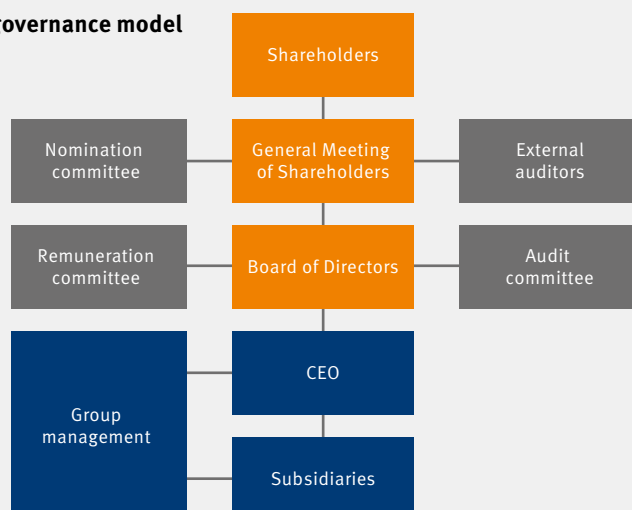 governance model
Shareholders
Nomination
committee
General Meeting
of Shareholders
External
auditors
Remuneration
committee
Board of Directors
Audit
committee
Group
management
CEO
Subsidiaries